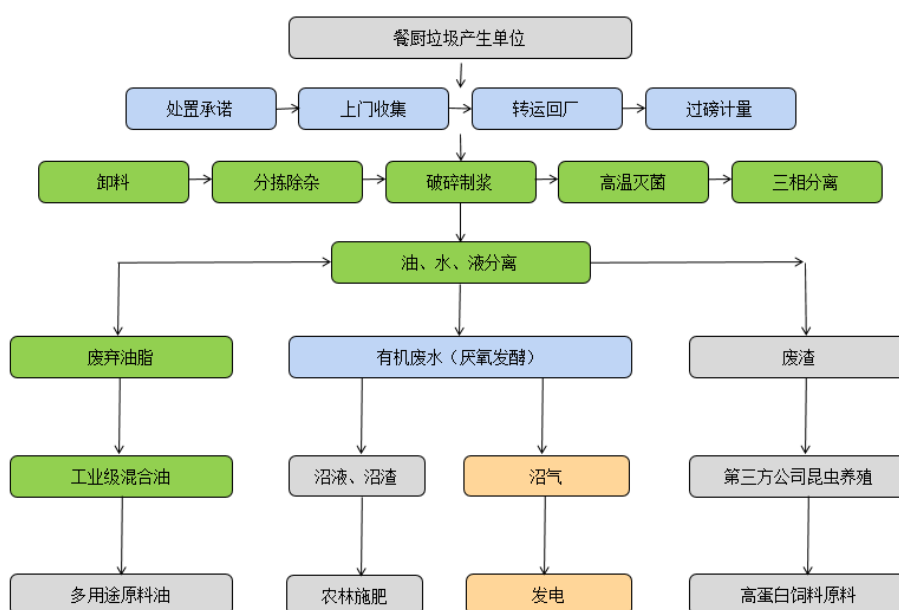 餐厨垃圾产生单位
处置承诺
上门收集
转运回厂
过磅计量
卸料
分拣除杂
破碎制浆
高温灭菌
三相分离
油、水、液分离
废弃油脂
有机废水（厌氧发酵）
废渣
工业级混合油
沼液、沼渣
沼气
第三方公司昆虫养殖
多用途原料油
农林施肥
发电
高蛋白饲料原料